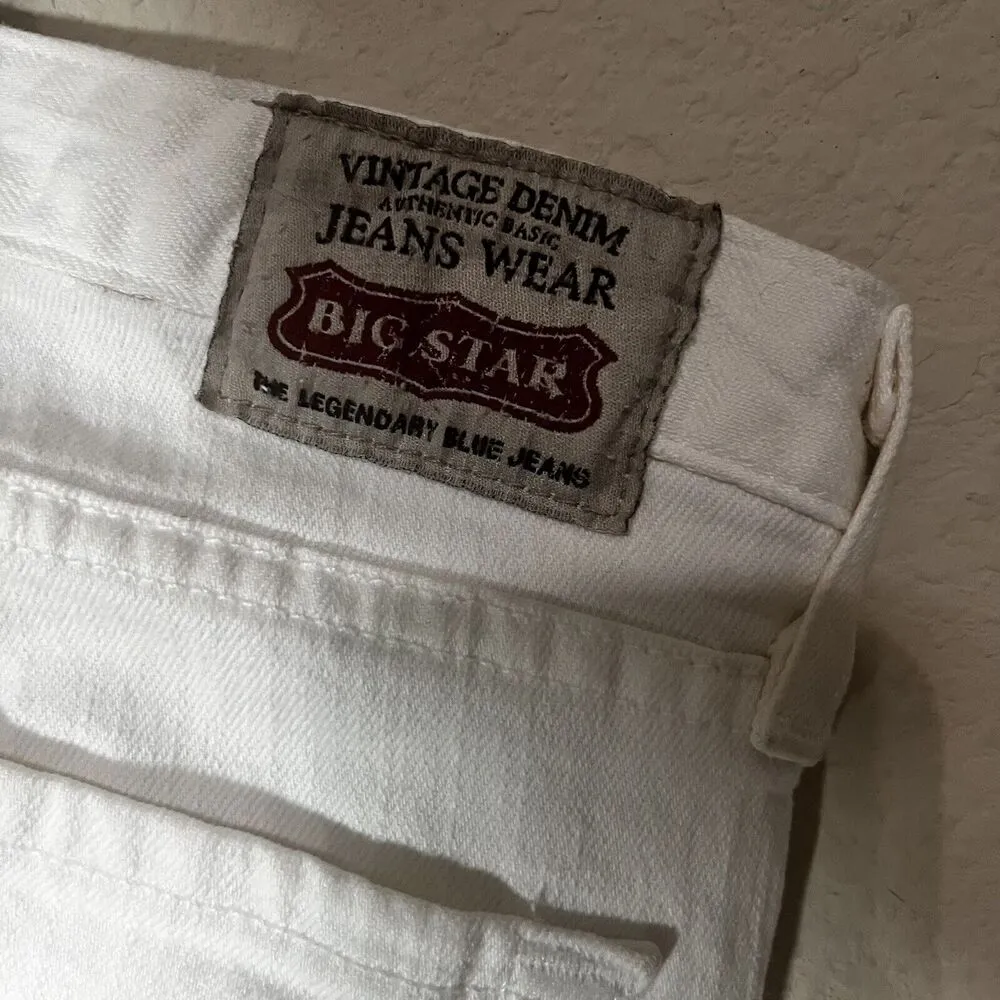 VINTAGE DENIM
AUTHENTIC BASIC
JEANS WEAR
BIG STAR
THE LEGENDARY BLUE JEANS